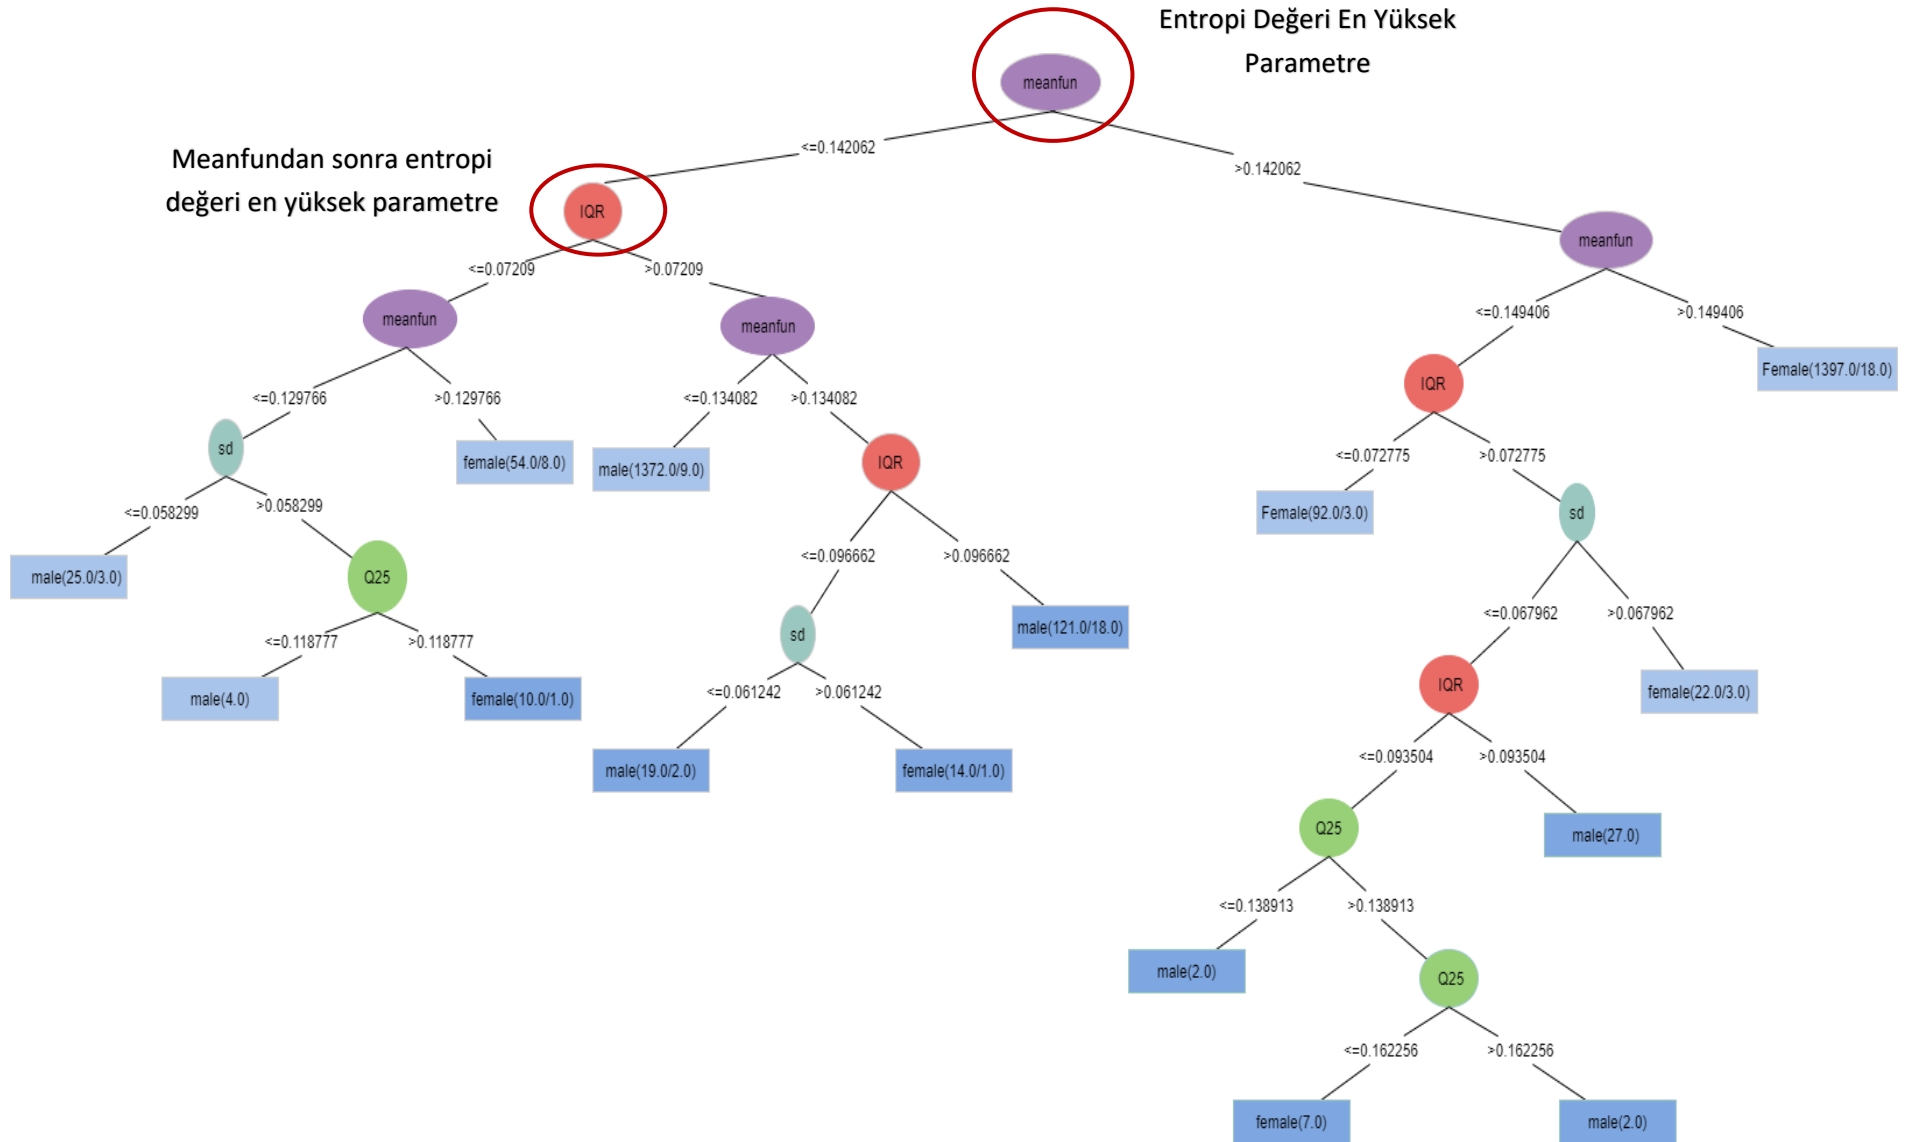 Entropi Değeri En Yüksek
Parametre
meanfun
<=0.142062
>0.142062
Meanfundan sonra entropi
değeri en yüksek parametre
IQR
meanfun
<=0.07209
>0.07209
meanfun
meanfun
<=0.149406
>0.149406
Female(1397.0/18.0)
IQR
<=0.129766
>0.129766
<=0.134082
>0.134082
sd
female(54.0/8.0)
male(1372.0/9.0)
IQR
<=0.072775
>0.072775
<=0.058299
>0.058299
Female(92.0/3.0)
sd
male(25.0/3.0)
Q25
<=0.096662
>0.096662
<=0.067962
>0.067962
<=0.118777
>0.118777
sd
male(121.0/18.0)
male(4.0)
female(10.0/1.0)
<=0.061242
>0.061242
IQR
female(22.0/3.0)
male(19.0/2.0)
female(14.0/1.0)
<=0.093504
>0.093504
Q25
male(27.0)
<=0.138913
>0.138913
male(2.0)
Q25
<=0.162256
>0.162256
female(7.0)
male(2.0)